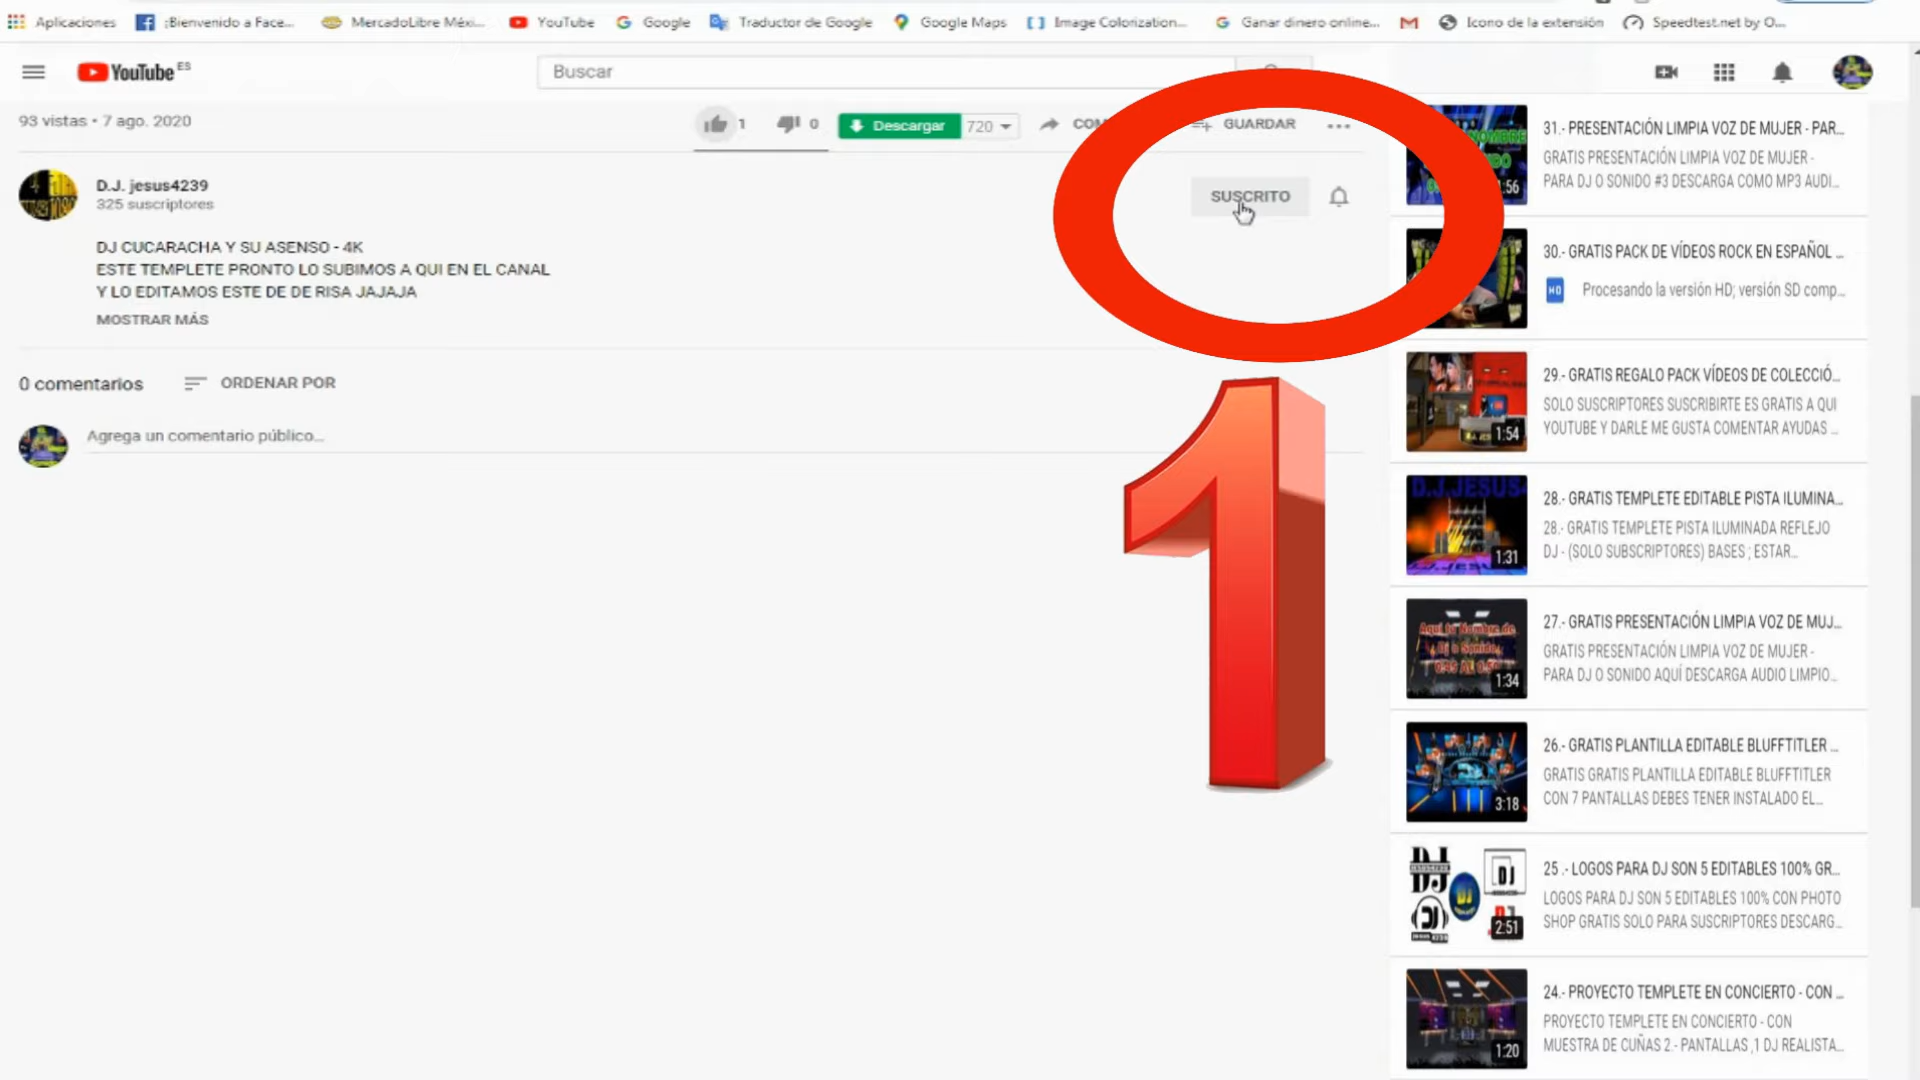 Aplicaciones ¡Bienvenido a Face... MercadoLibre Méxi... YouTube Google Traductor de Google Google Maps Image Colorization... Ganar dinero online... Icono de la extensión Speedtest.net by O...
YouTube ES
Buscar
93 vistas • 7 ago. 2020
1 0 Descargar 720 GUARDAR
D.J. jesus4239
325 suscriptores
SUSCRITO
DJ CUCARACHA Y SU ASENSO - 4K
ESTE TEMPLETE PRONTO LO SUBIMOS A QUI EN EL CANAL
Y LO EDITAMOS ESTE DE DE RISA JAJAJA
MOSTRAR MÁS
0 comentarios ORDENAR POR
Agrega un comentario público...
1
31.- PRESENTACIÓN LIMPIA VOZ DE MUJER - PAR...
GRATIS PRESENTACIÓN LIMPIA VOZ DE MUJER -
PARA DJ O SONIDO #3 DESCARGA COMO MP3 AUDI...
30.- GRATIS PACK DE VÍDEOS ROCK EN ESPAÑOL ...
HD Procesando la versión HD; versión SD comp...
29.- GRATIS REGALO PACK VÍDEOS DE COLECCIÓ...
SOLO SUSCRIPTORES SUSCRIBIRTE ES GRATIS A QUI
YOUTUBE Y DARLE ME GUSTA COMENTAR AYUDAS ...
1:54
28.- GRATIS TEMPLETE EDITABLE PISTA ILUMINA...
28.- GRATIS TEMPLETE PISTA ILUMINADA REFLEJO
DJ - (SOLO SUBSCRIPTORES) BASES ; ESTAR...
1:31
27.- GRATIS PRESENTACIÓN LIMPIA VOZ DE MUJ...
GRATIS PRESENTACIÓN LIMPIA VOZ DE MUJER -
PARA DJ O SONIDO AQUÍ DESCARGA AUDIO LIMPIO...
Aqui tu Nombre de
Dj o Sonido
1:34
26.- GRATIS PLANTILLA EDITABLE BLUFFTITLER ...
GRATIS GRATIS PLANTILLA EDITABLE BLUFFTITLER
CON 7 PANTALLAS DEBES TENER INSTALADO EL...
3:18
25 .- LOGOS PARA DJ SON 5 EDITABLES 100% GR...
LOGOS PARA DJ SON 5 EDITABLES 100% CON PHOTO
SHOP GRATIS SOLO PARA SUSCRIPTORES DESCARG...
DJ
DJ
2:51
24.- PROYECTO TEMPLETE EN CONCIERTO - CON ...
PROYECTO TEMPLETE EN CONCIERTO - CON
MUESTRA DE CUÑAS 2.- PANTALLAS ,1 DJ REALISTA...
1:20